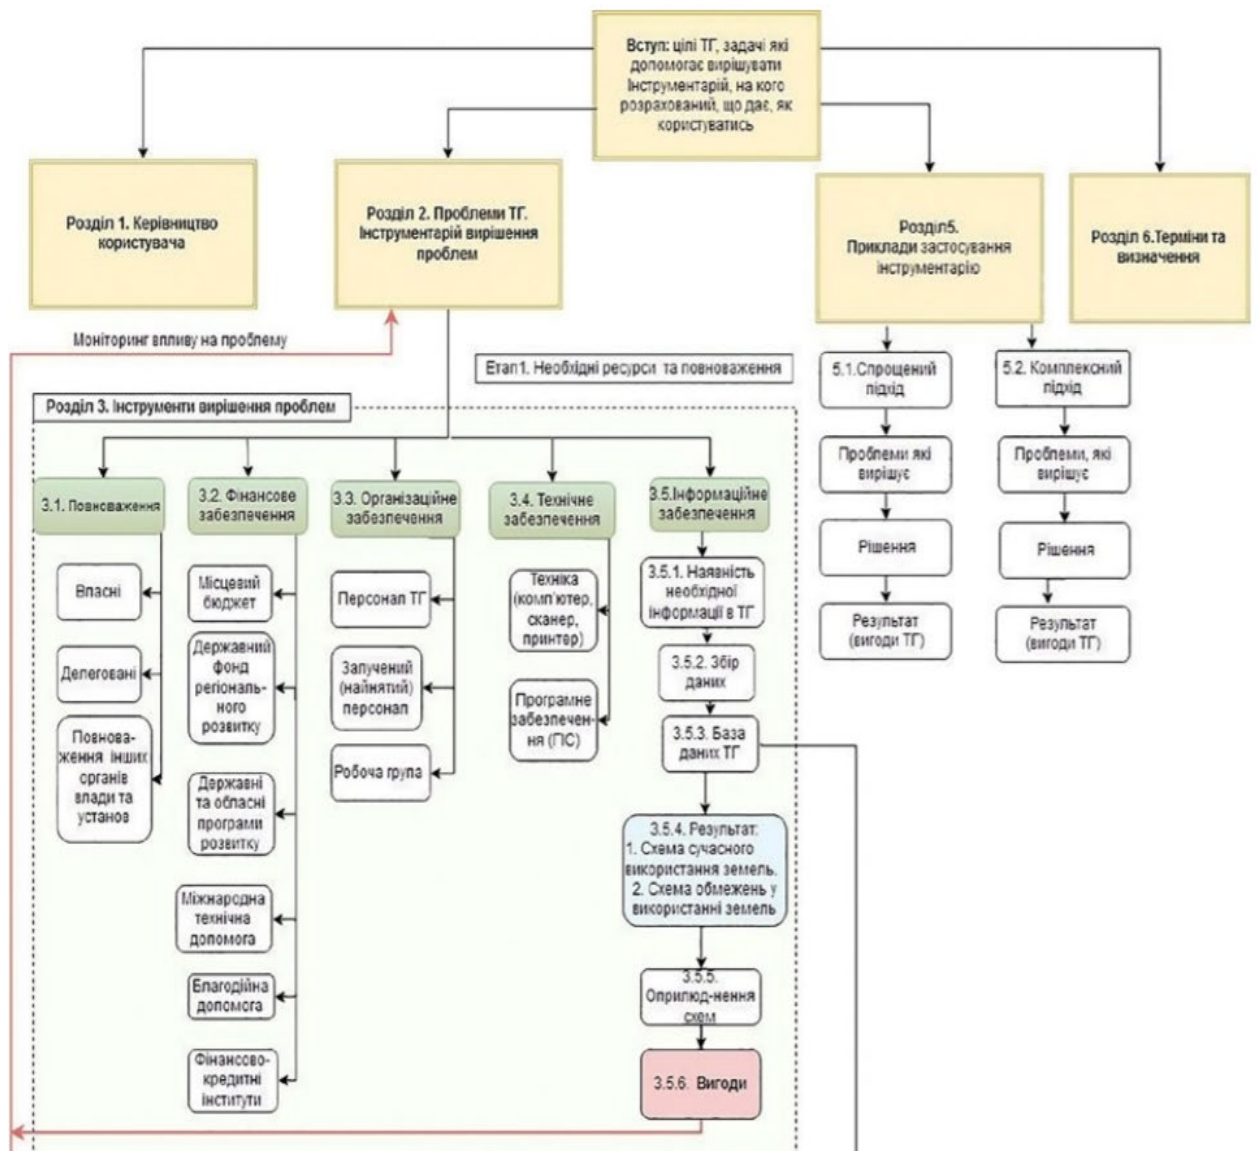 Вступ: цілі ТГ, задачі які
допомагає вирішувати
Інструментарій, на кого
розрахований, що дає, як
користуватись
Розділ 1. Керівництво
користувача
Розділ 2. Проблеми ТГ.
Інструментарій вирішення
проблем
Розділ5.
Приклади застосування
інструментарію
Розділ 6.Терміни та
визначення
Моніторинг впливу на проблему
Етап1. Необхідні ресурси та повноваження
5.1.Спрощений
підхід
5.2. Комплексний
підхід
Розділ 3. Інструменти вирішення проблем
Проблеми які
вирішує
Проблеми, які
вирішує
Рішення
Рішення
Результат
(вигоди ТГ)
Результат
(вигоди ТГ)
3.1. Повноваження
3.2. Фінансове
забезпечення
3.3. Організаційне
забезпечення
3.4. Технічне
забезпечення
3.5.Інформаційне
забезпечення
Власні
Делеговані
Повнова-
ження інших
органів
влади та
установ
Місцевий
бюджет
Державний
фонд
регіональ-
ного
розвитку
Державні
та обласні
програми
розвитку
Міжнародна
технічна
допомога
Благодійна
допомога
Фінансово-
кредитні
інститути
Персонал ТГ
Залучений
(найнятий)
персонал
Робоча група
Техніка
(комп'ютер,
сканер,
принтер)
Програмне
забезпечен-
ня (ГІС)
3.5.1. Наявність
необхідної
інформації в ТГ
3.5.2. Збір
даних
3.5.3. База
даних ТГ
3.5.4. Результат:
1. Схема сучасного
використання земель.
2. Схема обмежень у
використанні земель
3.5.5.
Оприлюд-нення
схем
3.5.6. Вигоди